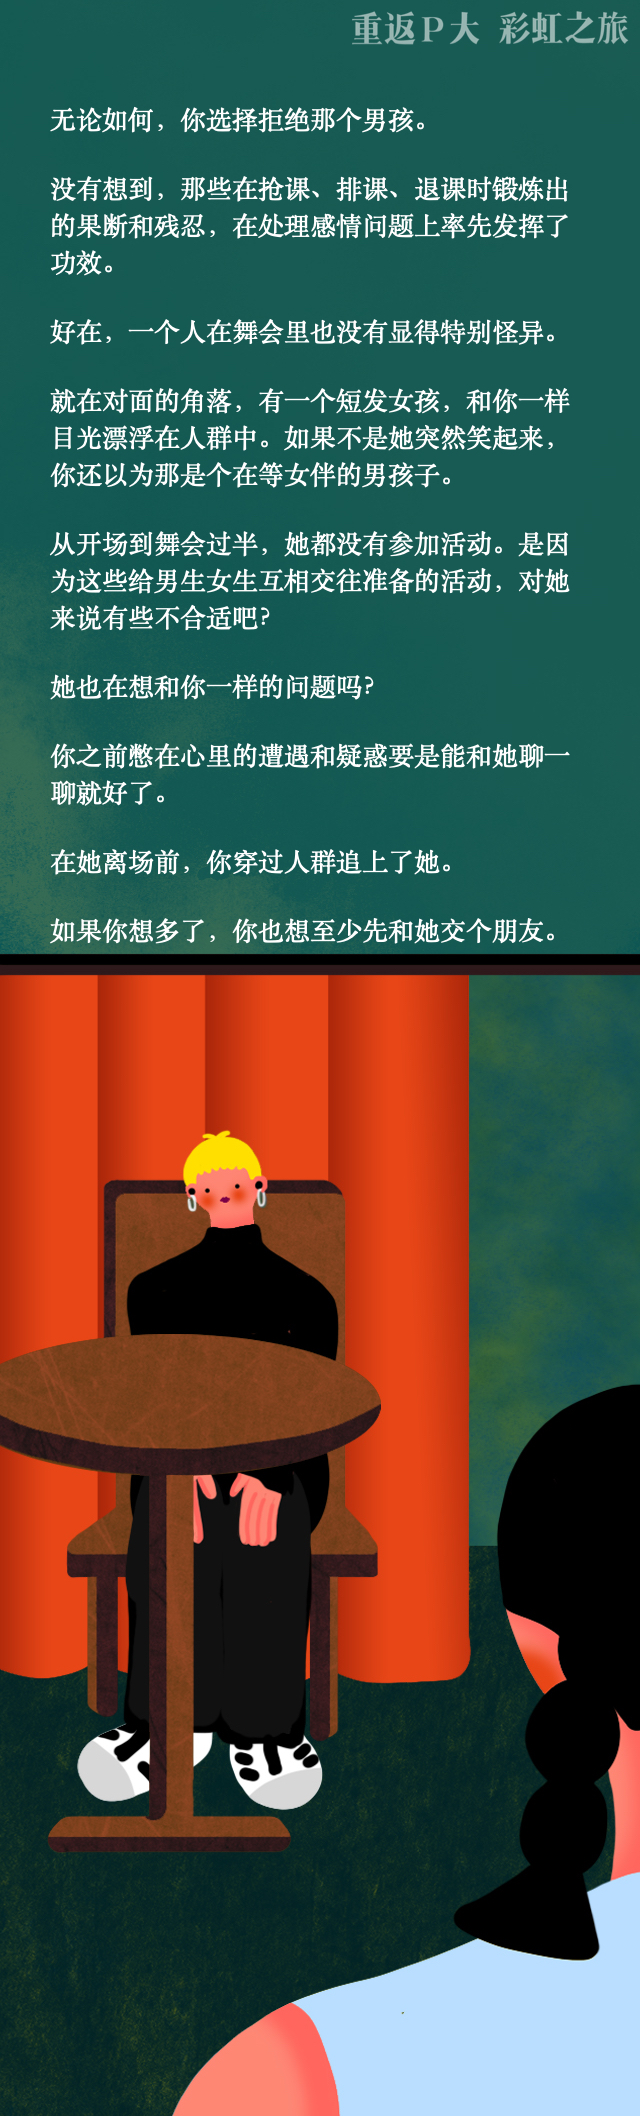 重返P大 彩虹之旅
无论如何，你选择拒绝那个男孩。
没有想到，那些在抢课、排课、退课时锻炼出
的果断和残忍，在处理感情问题上率先发挥了
功效。
好在，一个人在舞会里也没有显得特别怪异。
就在对面的角落，有一个短发女孩，和你一样
目光漂浮在人群中。如果不是她突然笑起来，
你还以为那是个在等女伴的男孩子。
从开场到舞会过半，她都没有参加活动。是因
为这些给男生女生互相交往准备的活动，对她
来说有些不合适吧？
她也在想和你一样的问题吗？
你之前憋在心里的遭遇和疑惑要是能和她聊一
聊就好了。
在她离场前，你穿过人群追上了她。
如果你想多了，你也想至少先和她交个朋友。